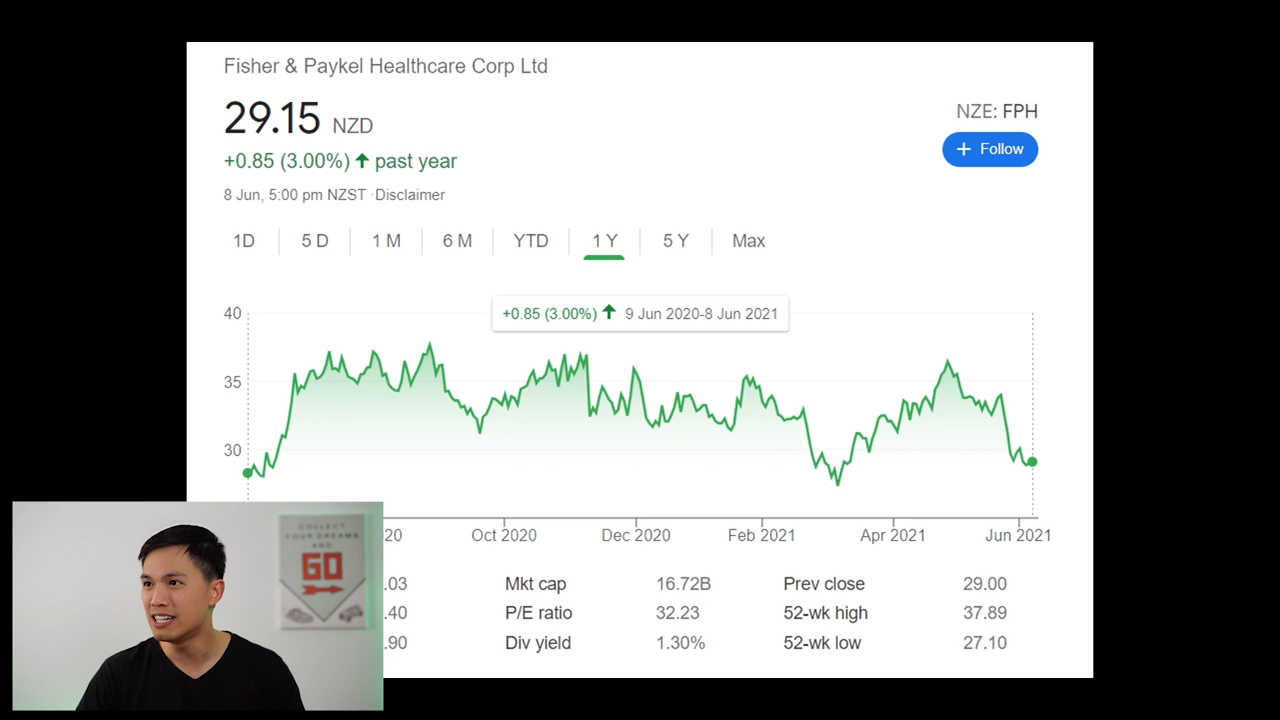 Fisher & Paykel Healthcare Corp Ltd
29.15 NZD
NZE: FPH
+ Follow
+0.85 (3.00%) ↑ past year
8 Jun, 5:00 pm NZST ·Disclaimer
1D 5 D 1 M 6 M YTD 1 Y 5 Y Max
+0.85 (3.00%) ↑ 9 Jun 2020-8 Jun 2021
40
35
30
20 Oct 2020 Dec 2020 Feb 2021 Apr 2021 Jun 2021
.03 Mkt cap 16.72B Prev close 29.00
.40 P/E ratio 32.23 52-wk high 37.89
.90 Div yield 1.30% 52-wk low 27.10
COLLECT
YOUR DREAMS
AND
GO